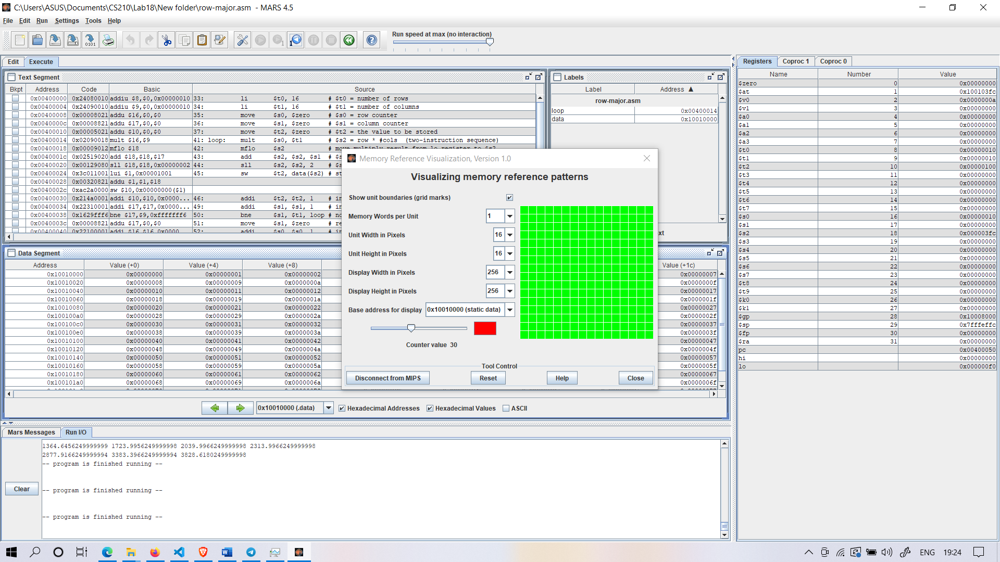 C:\Users\ASUS\Documents\CS210\Lab18\New folder\row-major.asm - MARS 4.5
File Edit Run Settings Tools Help
Run speed at max (no interaction)
Edit Execute
Text Segment
Bkpt Address Code Basic Source
0x00400000 0x24080010 addiu $8,$0,0x00000010 33: li $t0, 16 # $t0 = number of rows
0x00400004 0x24090010 addiu $9,$0,0x00000010 34: li $t1, 16 # $t1 = number of columns
0x00400008 0x00008021 addu $16,$0,$0 35: move $s0, $zero # $s0 = row counter
0x0040000c 0x00008821 addu $17,$0,$0 36: move $s1, $zero # $s1 = column counter
0x00400010 0x00005021 addu $10,$0,$0 37: move $t2, $zero # $t2 = the value to be stored
0x00400014 0x02090018 mult $16,$9 41: loop: mult $s0, $t1 # $s2 = row * #cols (two-instruction sequence)
0x00400018 0x00009012 mflo $18 42: mflo $s2 # move multiply result from lo register to $s2
0x0040001c 0x02519020 add $18,$18,$17 43: add $s2, $s2, $s1 # $s
0x00400020 0x00129080 sll $18,$18,0x00000002 44: sll $s2, $s2, 2 # $s
0x00400024 0x3c011001 lui $1,0x00001001 45: sw $t2, data($s2) # st
0x00400028 0x00320821 addu $1,$1,$18
0x0040002c 0xac2a0000 sw $10,0x00000000($1)
0x00400030 0x214a0001 addi $10,$10,0x0000... 46: addi $t2, $t2, 1 # in
0x00400034 0x22310001 addi $17,$17,0x0000... 49: addi $s1, $s1, 1 # in
0x00400038 0x1629fff6 bne $17,$9,0xfffffff6 50: bne $s1, $t1, loop # no
0x0040003c 0x00008821 addu $17,$0,$0 51: move $s1, $zero # re
0x00400040 0x22100001 addi $16,$16,0x0000... 52: addi $s0, $s0, 1 # in
Labels
Label Address ▲
row-major.asm
loop 0x00400014
data 0x10010000
xt
Memory Reference Visualization, Version 1.0
Visualizing memory reference patterns
Show unit boundaries (grid marks)
Memory Words per Unit 1
Unit Width in Pixels 16
Unit Height in Pixels 16
Display Width in Pixels 256
Display Height in Pixels 256
Base address for display 0x10010000 (static data)
Counter value 30
Tool Control
Disconnect from MIPS Reset Help Close
Data Segment
Address Value (+0) Value (+4) Value (+8) Value (+1c)
0x10010000 0x00000000 0x00000001 0x00000002 0x00000007
0x10010020 0x00000008 0x00000009 0x0000000a 0x0000000f
0x10010040 0x00000010 0x00000011 0x00000012 0x00000017
0x10010060 0x00000018 0x00000019 0x0000001a 0x0000001f
0x10010080 0x00000020 0x00000021 0x00000022 0x00000027
0x100100a0 0x00000028 0x00000029 0x0000002a 0x0000002f
0x100100c0 0x00000030 0x00000031 0x00000032 0x00000037
0x100100e0 0x00000038 0x00000039 0x0000003a 0x0000003f
0x10010100 0x00000040 0x00000041 0x00000042 0x00000047
0x10010120 0x00000048 0x00000049 0x0000004a 0x0000004f
0x10010140 0x00000050 0x00000051 0x00000052 0x00000057
0x10010160 0x00000058 0x00000059 0x0000005a 0x0000005f
0x10010180 0x00000060 0x00000061 0x00000062 0x00000067
0x100101a0 0x00000068 0x00000069 0x0000006a 0x0000006f
0x10010000 (.data) Hexadecimal Addresses Hexadecimal Values ASCII
Mars Messages Run I/O
1364.6456249999999 1723.9956249999998 2039.9966249999998 2313.9966249999998
2877.9166249999994 3383.3966249999994 3828.6180249999998
-- program is finished running --
-- program is finished running --
-- program is finished running --
Clear
Registers Coproc 1 Coproc 0
Name Number Value
$zero 0 0x00000000
$at 1 0x100103fc
$v0 2 0x0000000a
$v1 3 0x00000000
$a0 4 0x00000000
$a1 5 0x00000000
$a2 6 0x00000000
$a3 7 0x00000000
$t0 8 0x00000010
$t1 9 0x00000010
$t2 10 0x00000100
$t3 11 0x00000000
$t4 12 0x00000000
$t5 13 0x00000000
$t6 14 0x00000000
$t7 15 0x00000000
$s0 16 0x00000010
$s1 17 0x00000000
$s2 18 0x000003fc
$s3 19 0x00000000
$s4 20 0x00000000
$s5 21 0x00000000
$s6 22 0x00000000
$s7 23 0x00000000
$t8 24 0x00000000
$t9 25 0x00000000
$k0 26 0x00000000
$k1 27 0x00000000
$gp 28 0x10008000
$sp 29 0x7fffeffc
$fp 30 0x00000000
$ra 31 0x00000000
pc 0x00400050
hi 0x00000000
lo 0x000000f0
ENG 19:24